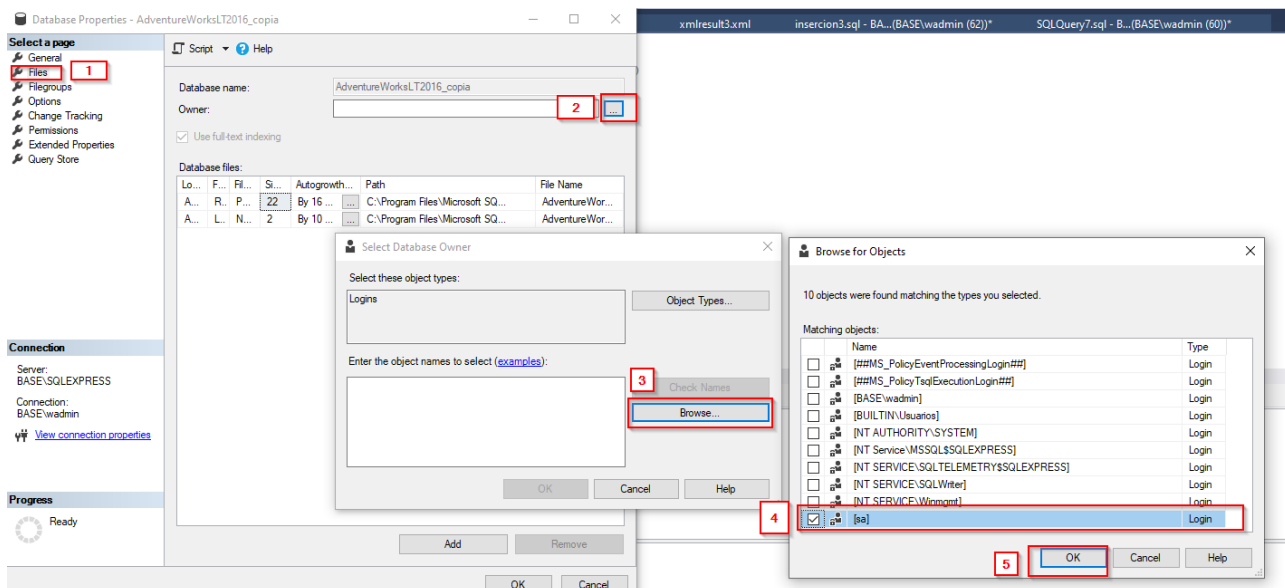 Database Properties - AdventureWorksLT2016_copia
xmlresult3.xml
insercion3.sql - BA...(BASE\wadmin (62))*
SQLQuery7.sql - B...(BASE\wadmin (60))*
Select a page
General
Files
1
Filegroups
Options
Change Tracking
Permissions
Extended Properties
Query Store
Script
Help
Database name:
AdventureWorksLT2016_copia
Owner:
2
...
Use full-text indexing
Database files:
Lo... F... Fil... Si... Autogrowth... Path File Name
A... R... P... 22 By 16 ... ... C:\Program Files\Microsoft SQ... AdventureWor...
A... L... N... 2 By 10 ... ... C:\Program Files\Microsoft SQ... AdventureWor...
Add
Remove
OK
Cancel
Connection
Server:
BASE\SQLEXPRESS
Connection:
BASE\wadmin
View connection properties
Progress
Ready
Select Database Owner
Select these object types:
Logins
Object Types...
Enter the object names to select (examples):
3
Check Names
Browse...
OK
Cancel
Help
Browse for Objects
10 objects were found matching the types you selected.
Matching objects:
Name Type
[##MS_PolicyEventProcessingLogin##] Login
[##MS_PolicyTsqlExecutionLogin##] Login
[BASE\wadmin] Login
[BUILTIN\Usuarios] Login
[NT AUTHORITY\SYSTEM] Login
[NT Service\MSSQL$SQLEXPRESS] Login
[NT SERVICE\SQLTELEMETRY$SQLEXPRESS] Login
[NT SERVICE\SQLWriter] Login
[NT SERVICE\Winmgmt] Login
4
[sa] Login
5
OK
Cancel
Help